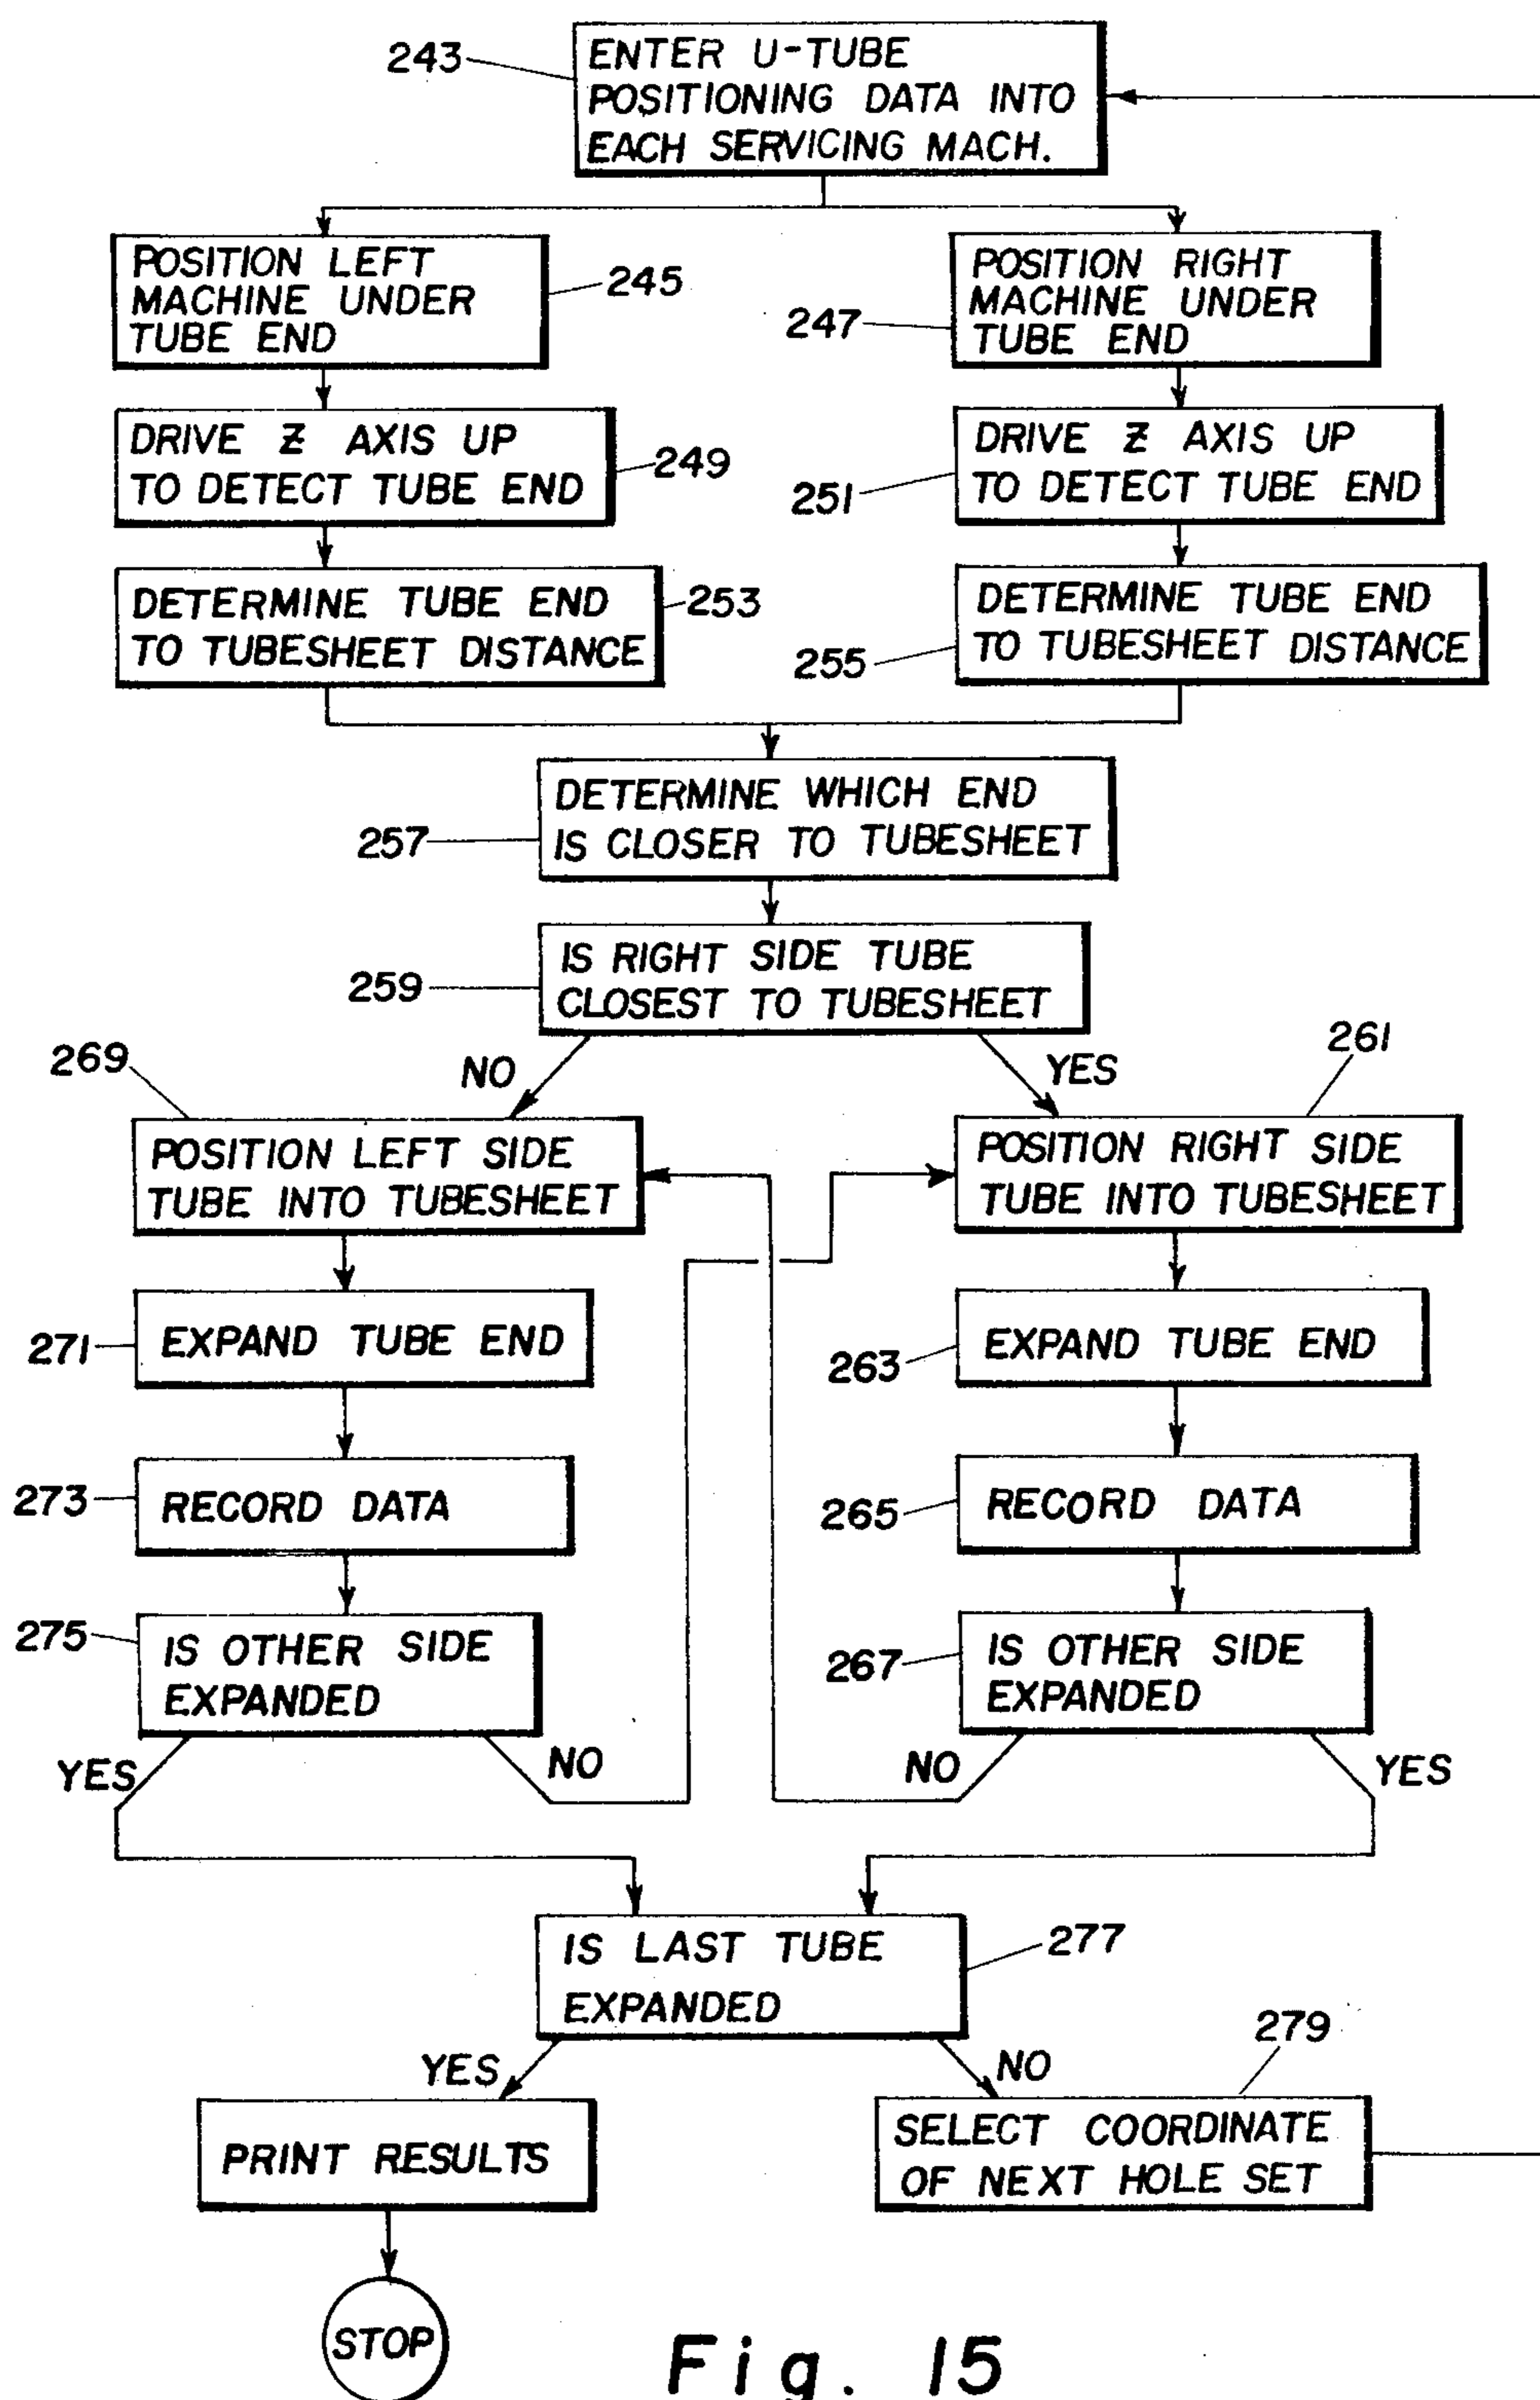 243
ENTER U-TUBE
POSITIONING DATA INTO
EACH SERVICING MACH.
POSITION LEFT
MACHINE UNDER
TUBE END
245
POSITION RIGHT
MACHINE UNDER
TUBE END
247
DRIVE Z AXIS UP
TO DETECT TUBE END
249
DRIVE Z AXIS UP
TO DETECT TUBE END
251
DETERMINE TUBE END
TO TUBESHEET DISTANCE
253
DETERMINE TUBE END
TO TUBESHEET DISTANCE
255
DETERMINE WHICH END
IS CLOSER TO TUBESHEET
257
IS RIGHT SIDE TUBE
CLOSEST TO TUBESHEET
259
NO
YES
269
POSITION LEFT SIDE
TUBE INTO TUBESHEET
261
POSITION RIGHT SIDE
TUBE INTO TUBESHEET
271
EXPAND TUBE END
263
EXPAND TUBE END
273
RECORD DATA
265
RECORD DATA
275
IS OTHER SIDE
EXPANDED
267
IS OTHER SIDE
EXPANDED
YES
NO
NO
YES
IS LAST TUBE
EXPANDED
277
YES
NO
279
PRINT RESULTS
SELECT COORDINATE
OF NEXT HOLE SET
STOP
Fig. 15